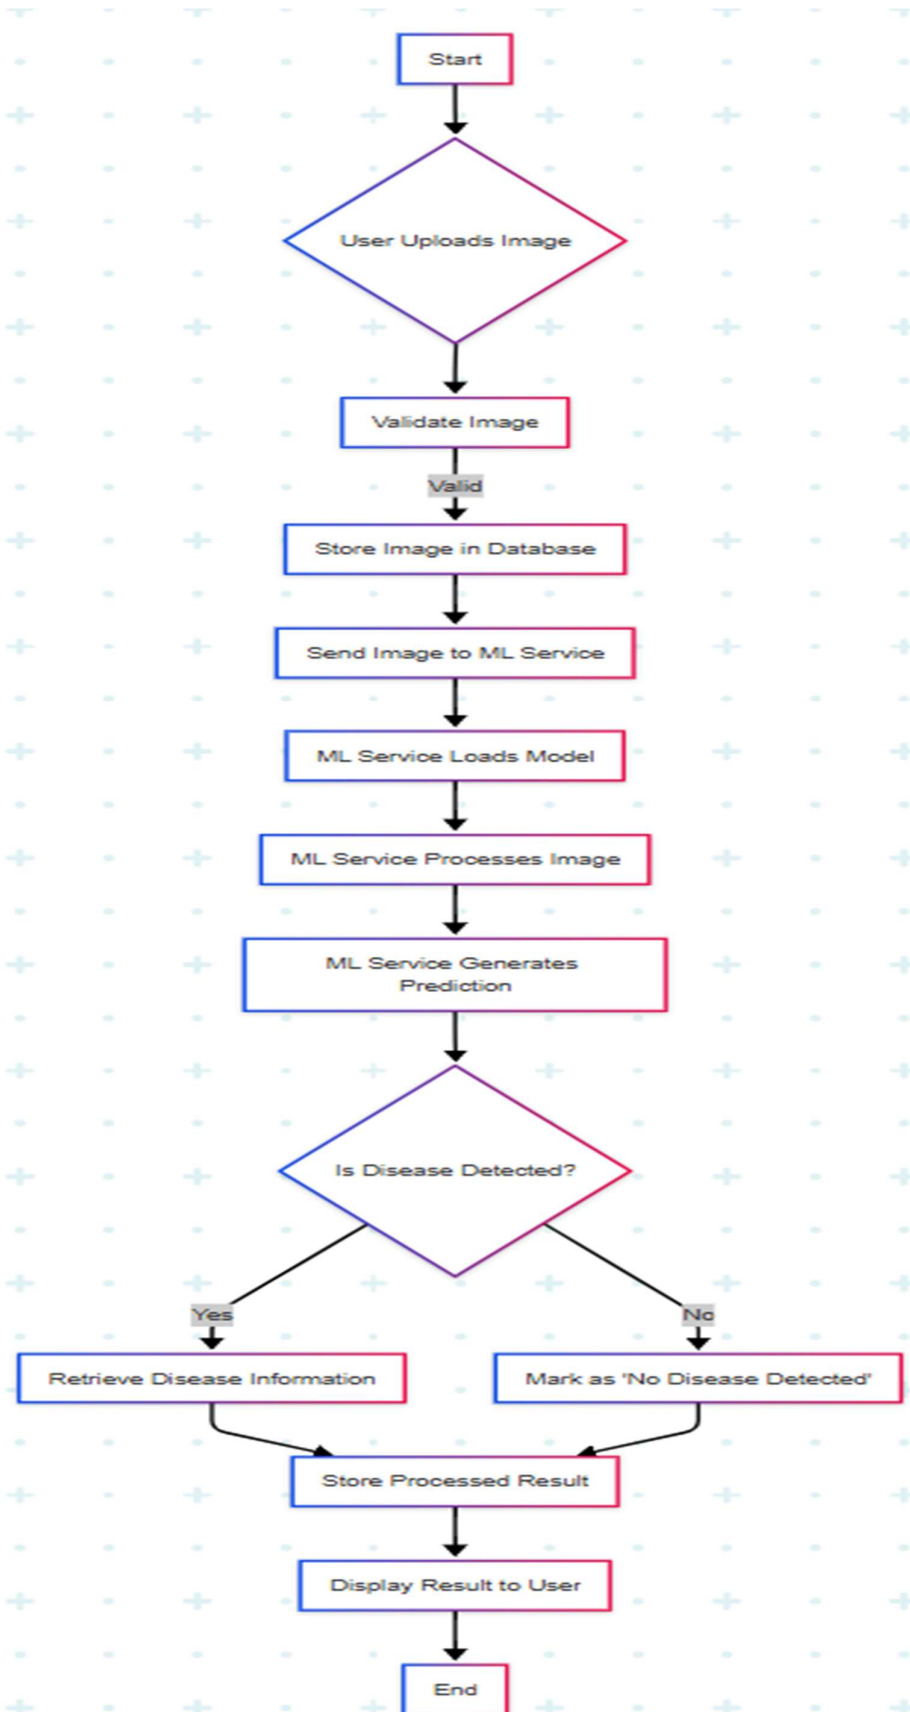 Start
User Uploads Image
Validate Image
Valid
Store Image in Database
Send Image to ML Service
ML Service Loads Model
ML Service Processes Image
ML Service Generates
Prediction
Is Disease Detected?
Yes
No
Retrieve Disease Information
Mark as 'No Disease Detected'
Store Processed Result
Display Result to User
End